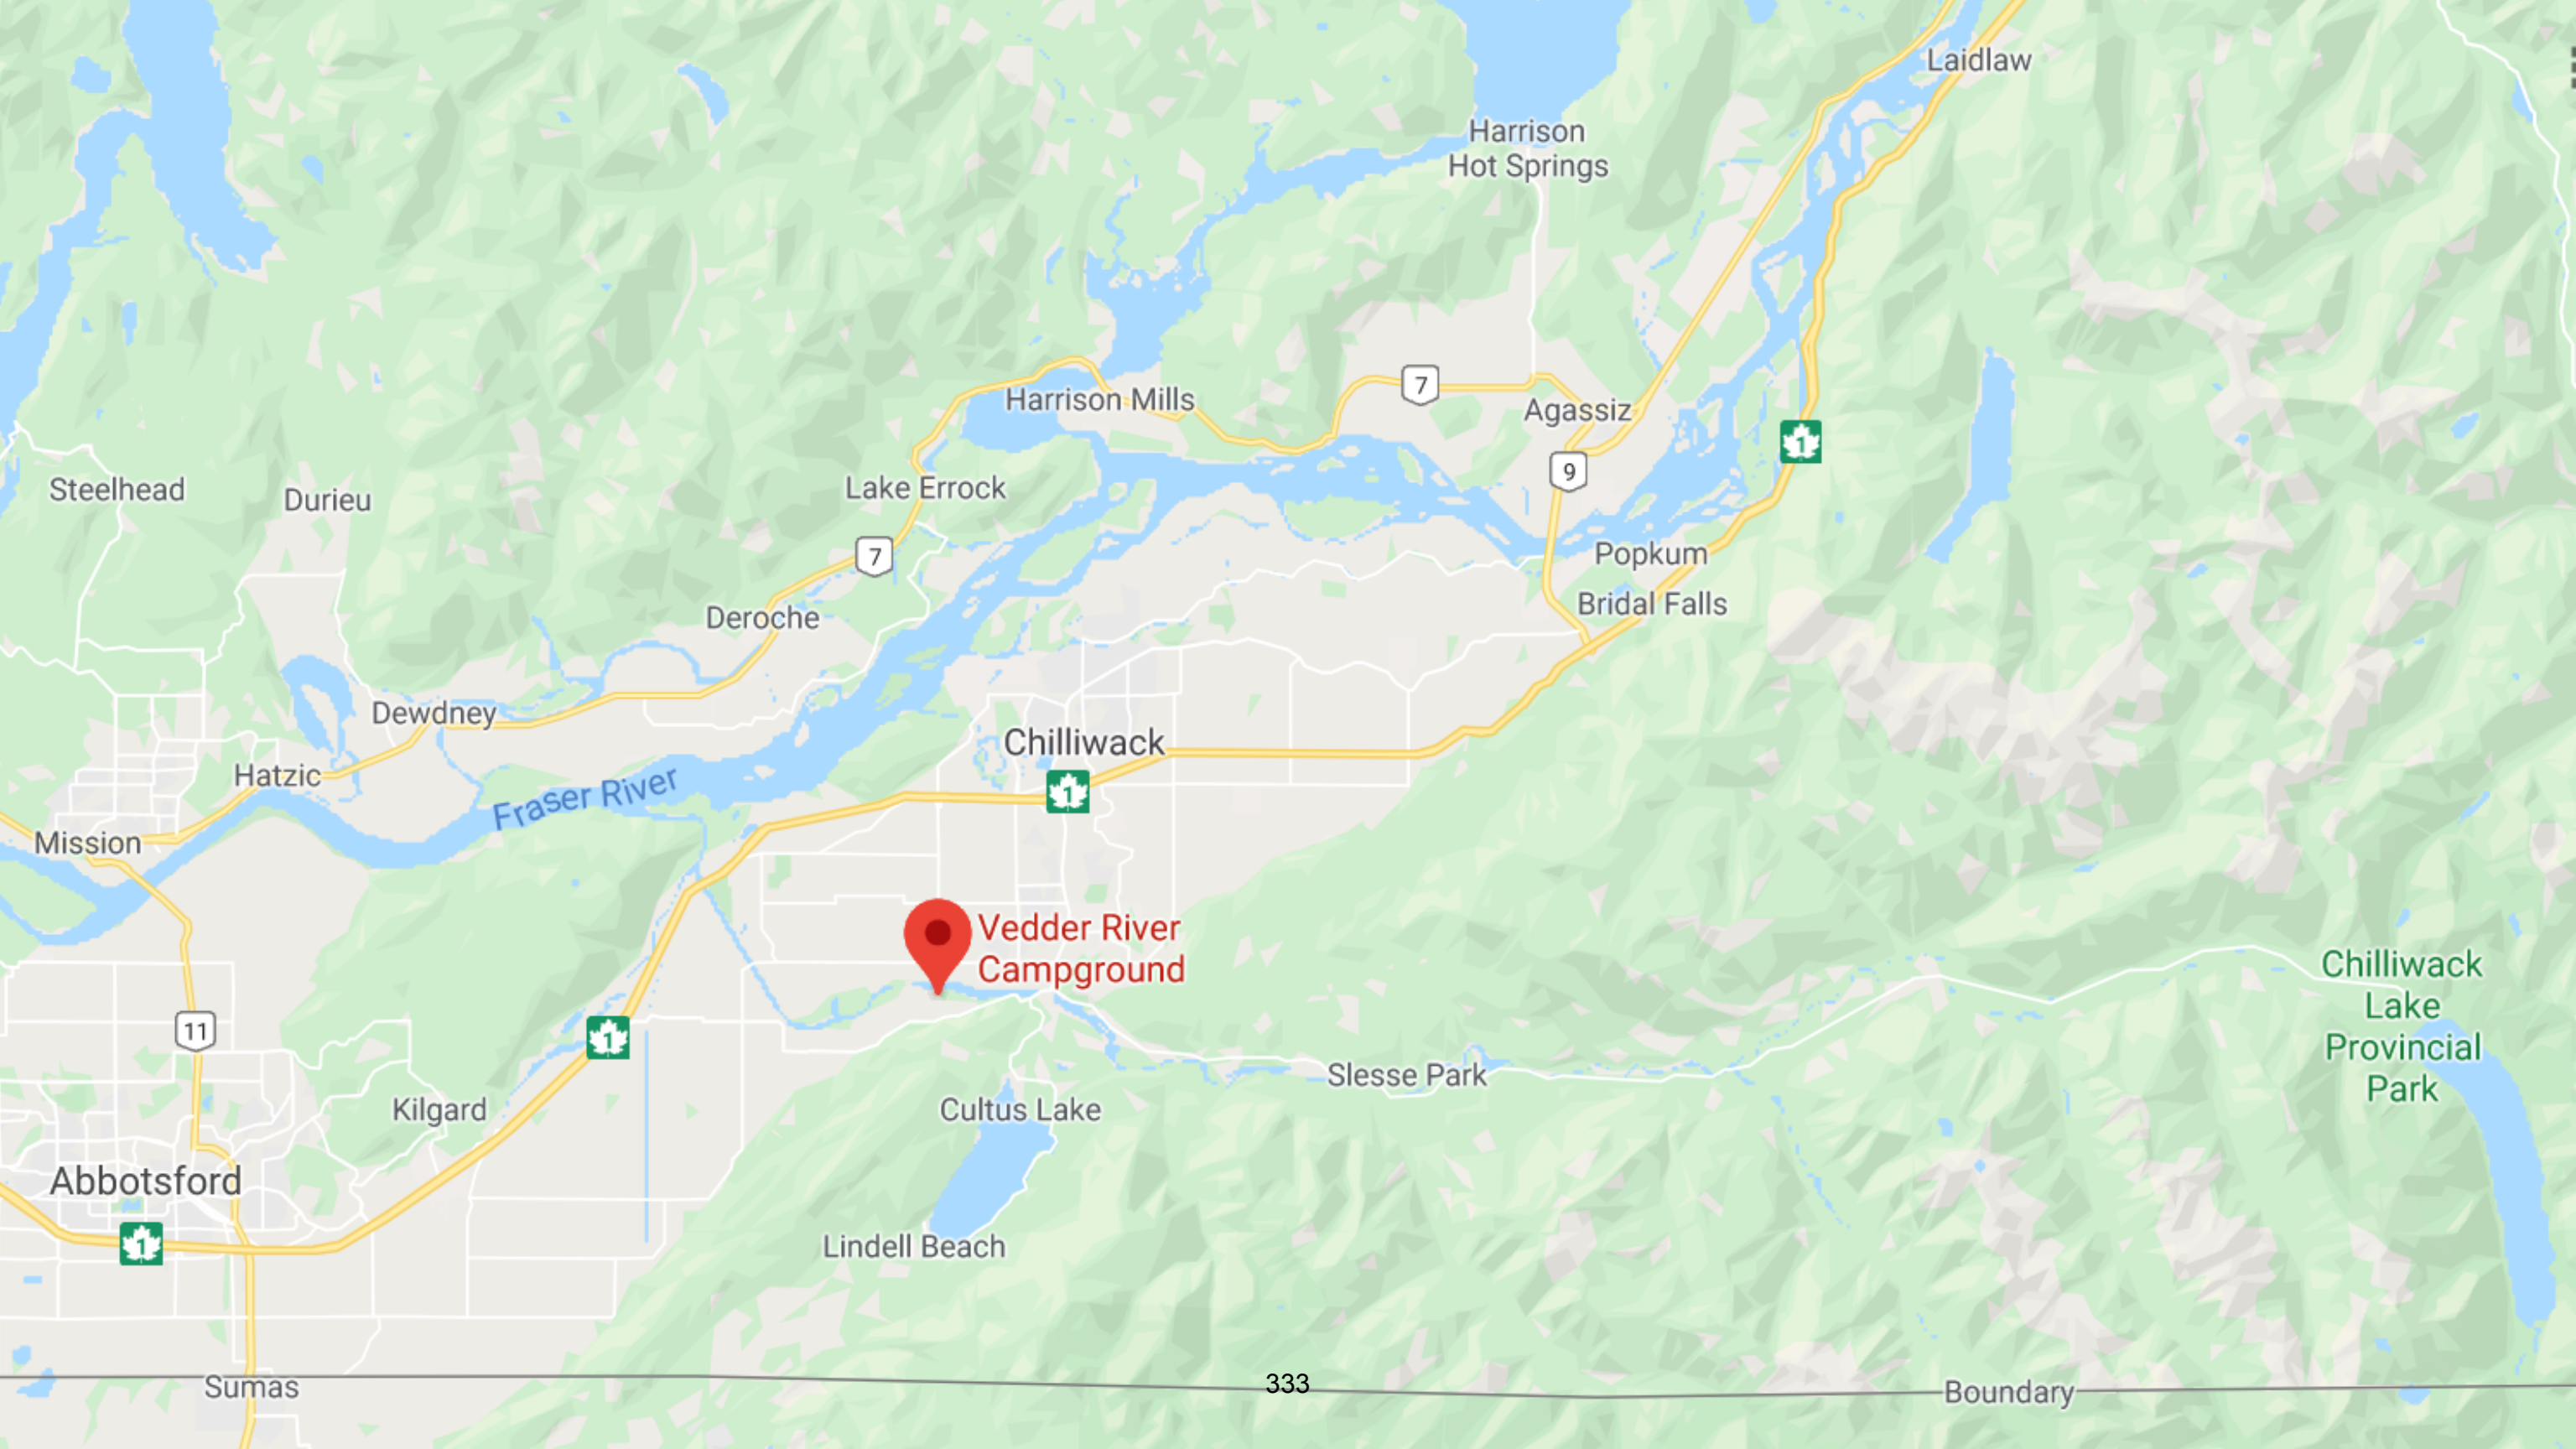 Laidlaw
Harrison
Hot Springs
7
Harrison Mills
Agassiz
1
9
Lake Errock
Steelhead
Durieu
7
Popkum
Bridal Falls
Deroche
Dewdney
Chilliwack
Hatzic
Fraser River
1
Mission
Vedder River
Campground
Chilliwack
Lake
Provincial
Park
11
1
Slesse Park
Kilgard
Cultus Lake
Abbotsford
1
Lindell Beach
Sumas
333
Boundary